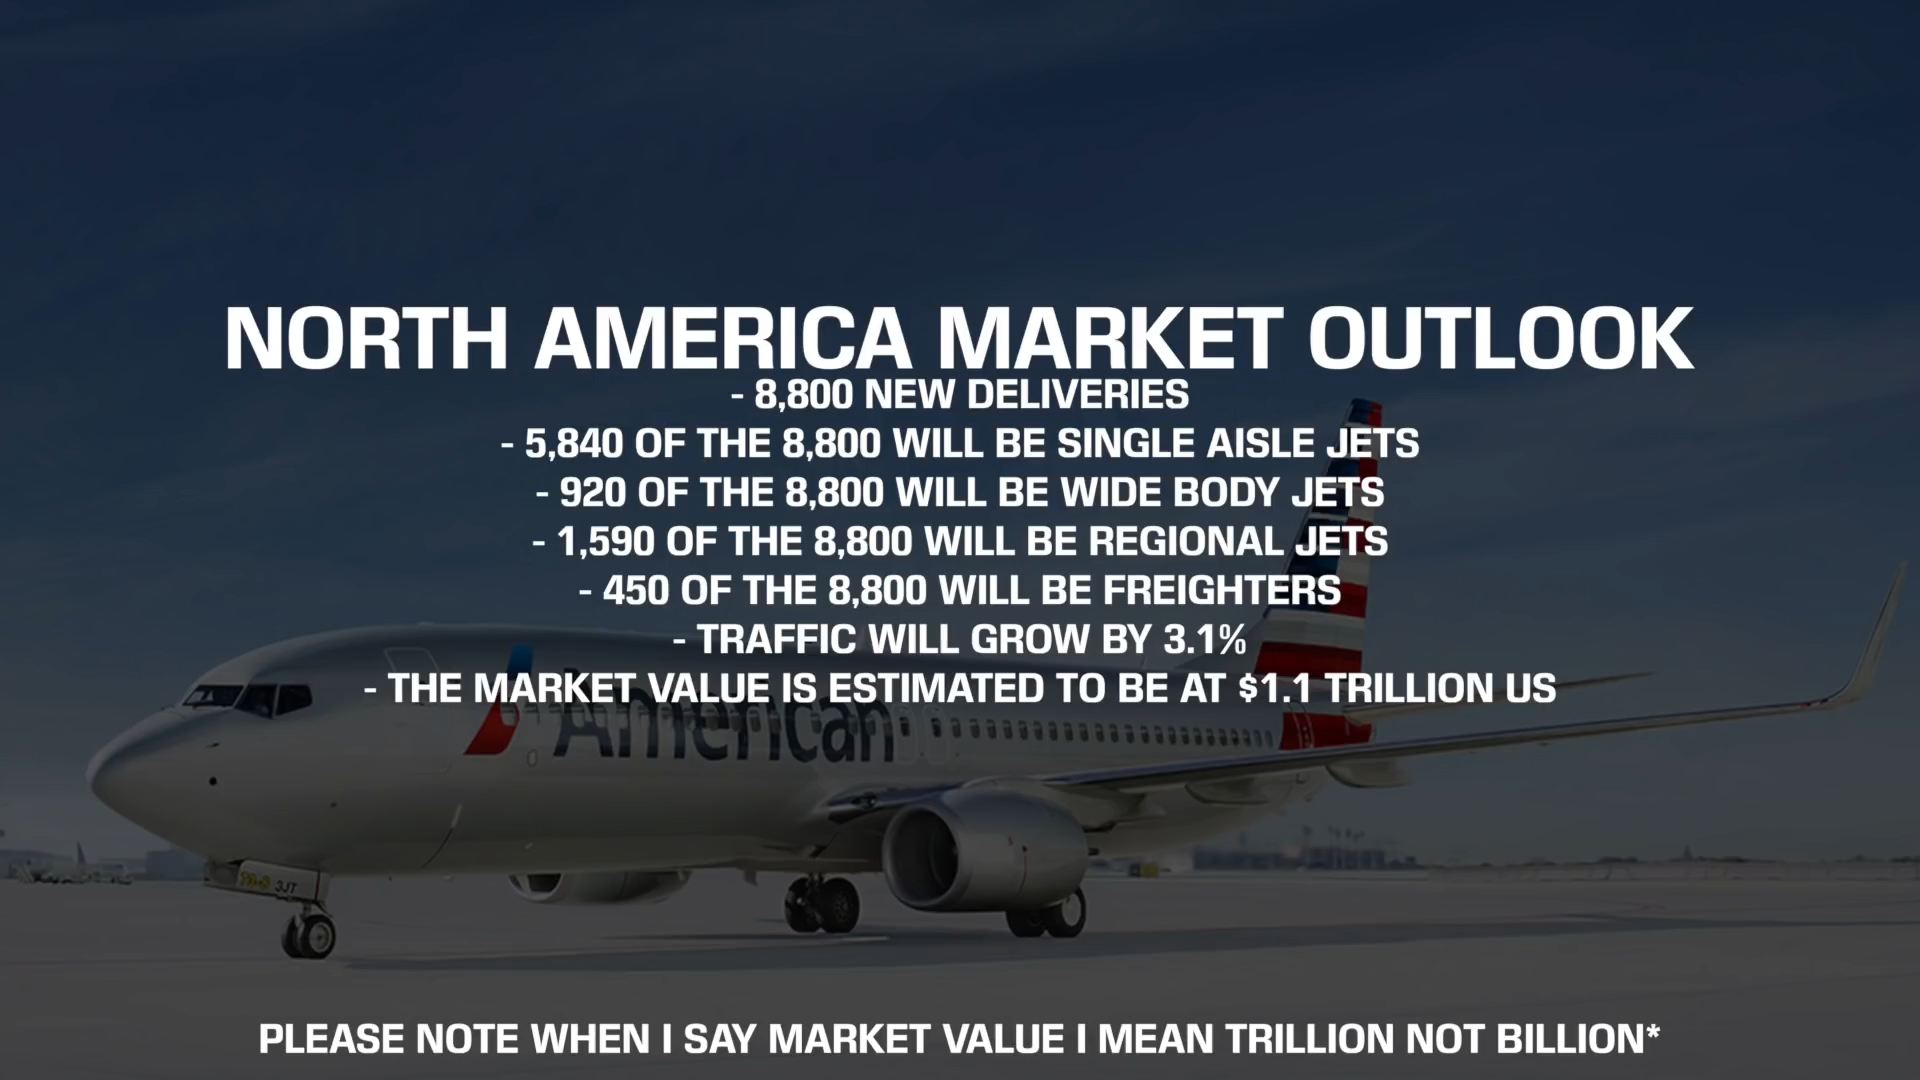 NORTH AMERICA MARKET OUTLOOK
- 8,800 NEW DELIVERIES
- 5,840 OF THE 8,800 WILL BE SINGLE AISLE JETS
- 920 OF THE 8,800 WILL BE WIDE BODY JETS
- 1,590 OF THE 8,800 WILL BE REGIONAL JETS
- 450 OF THE 8,800 WILL BE FREIGHTERS
- TRAFFIC WILL GROW BY 3.1%
- THE MARKET VALUE IS ESTIMATED TO BE AT $1.1 TRILLION US
American
3JT
PLEASE NOTE WHEN I SAY MARKET VALUE I MEAN TRILLION NOT BILLION*